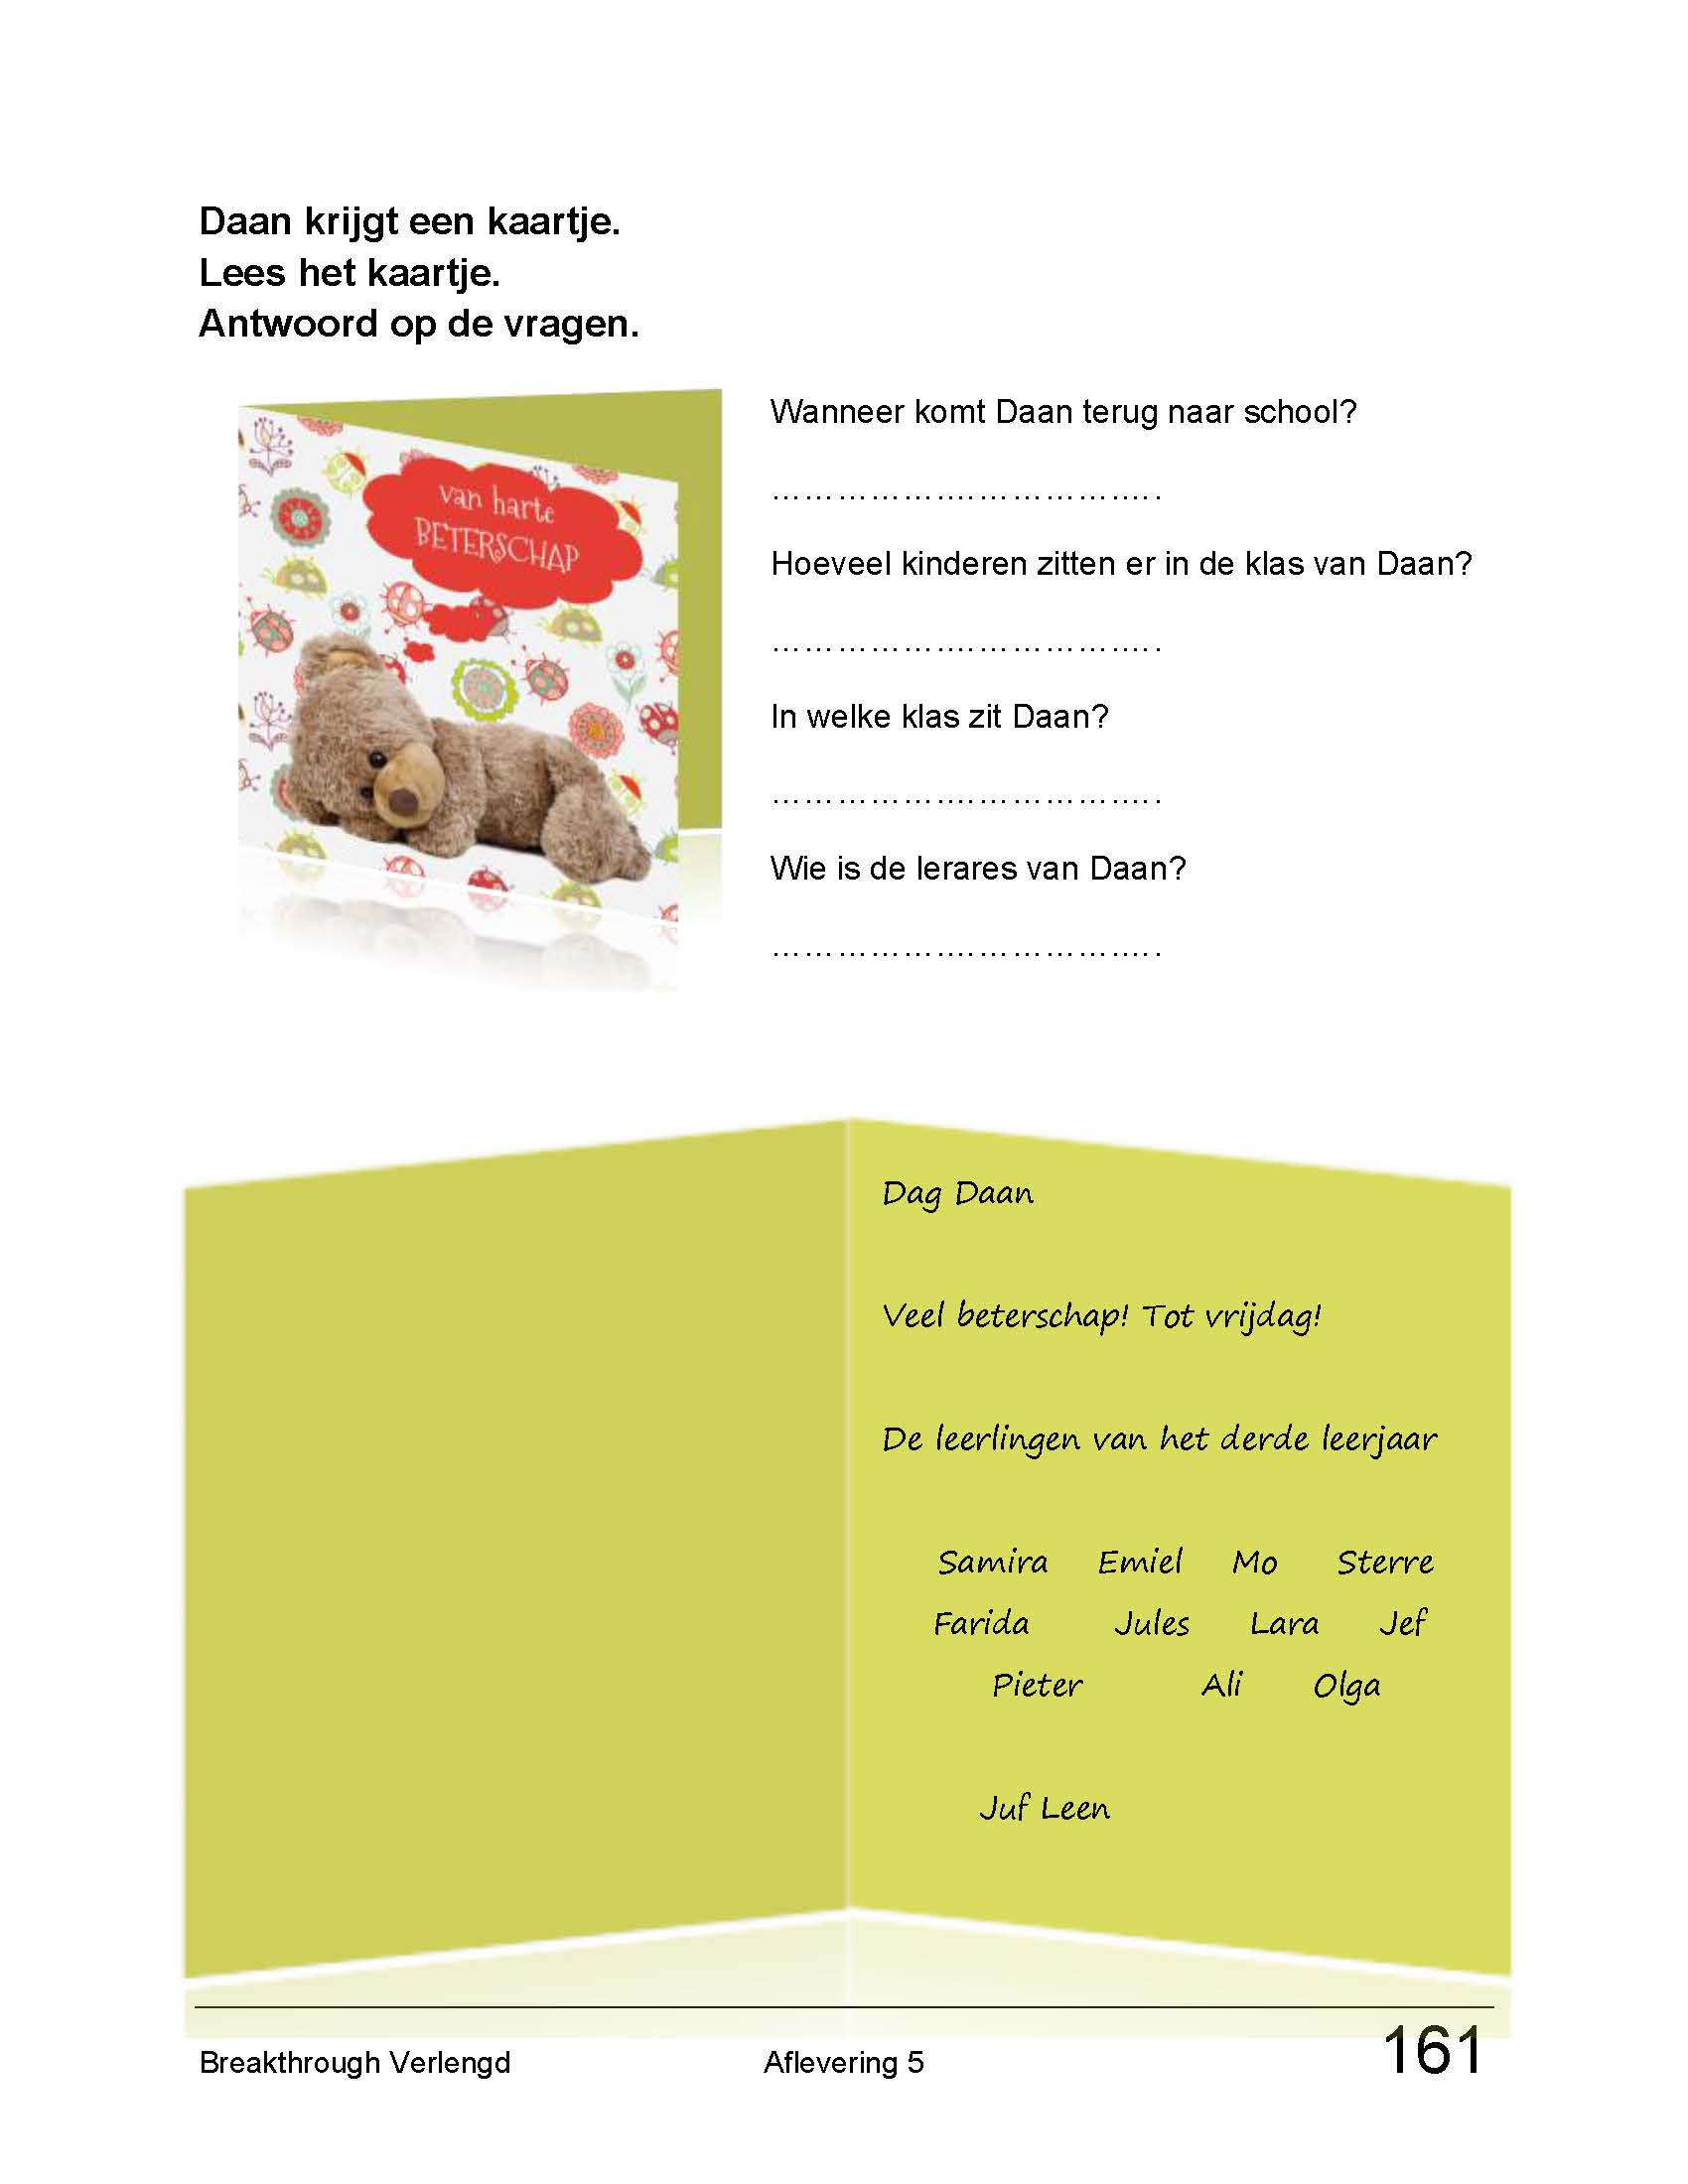 Daan krijgt een kaartje.
Lees het kaartje.
Antwoord op de vragen.
van harte
BETERSCHAP
Wanneer komt Daan terug naar school?
……………………………….
Hoeveel kinderen zitten er in de klas van Daan?
……………………………….
In welke klas zit Daan?
……………………………….
Wie is de lerares van Daan?
……………………………….
Dag Daan
Veel beterschap! Tot vrijdag!
De leerlingen van het derde leerjaar
Samira Emiel Mo Sterre
Farida Jules Lara Jef
Pieter Ali Olga
Juf Leen
Breakthrough Verlengd Aflevering 5 161